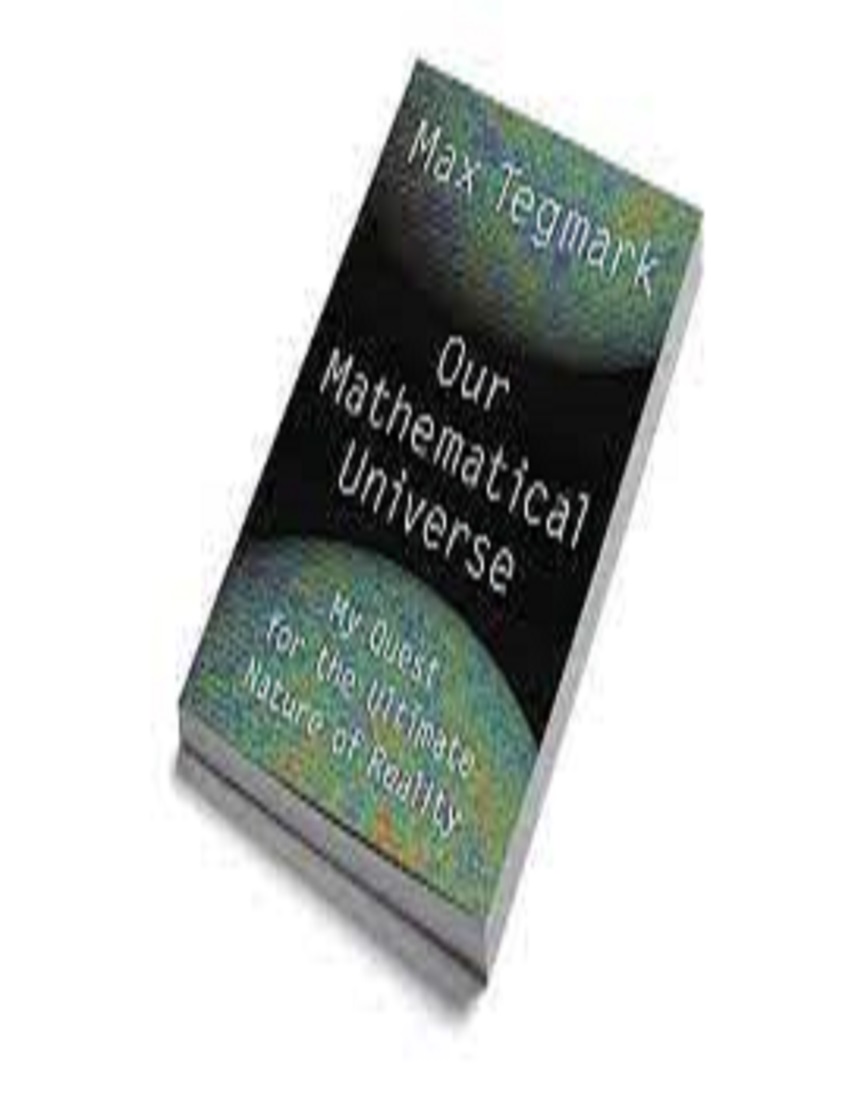 Max Tegmark
Our
Mathematical
Universe
My Quest
for the Ultimate
Nature of Reality